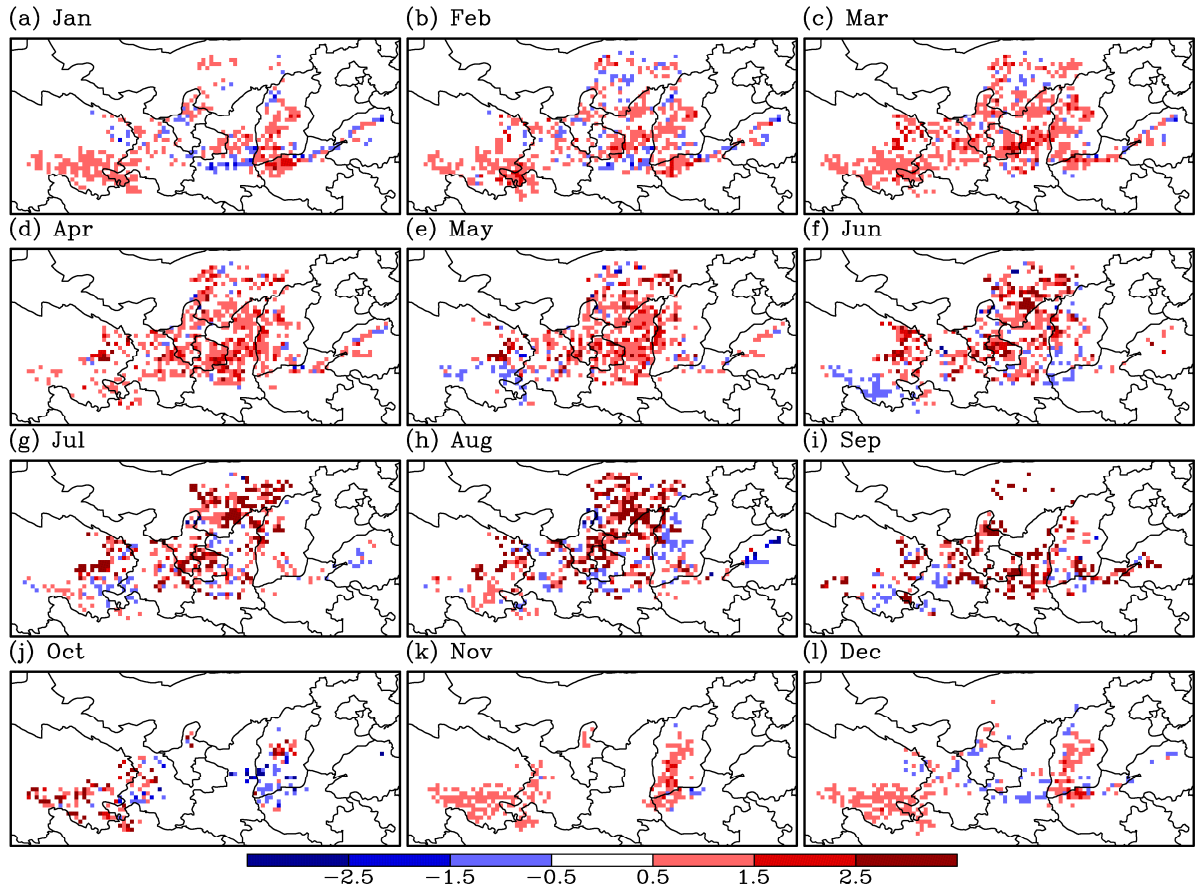 (a) Jan
(b) Feb
(c) Mar
(d) Apr
(e) May
(f) Jun
(g) Jul
(h) Aug
(i) Sep
(j) Oct
(k) Nov
(l) Dec
−2.5 −1.5 −0.5 0.5 1.5 2.5